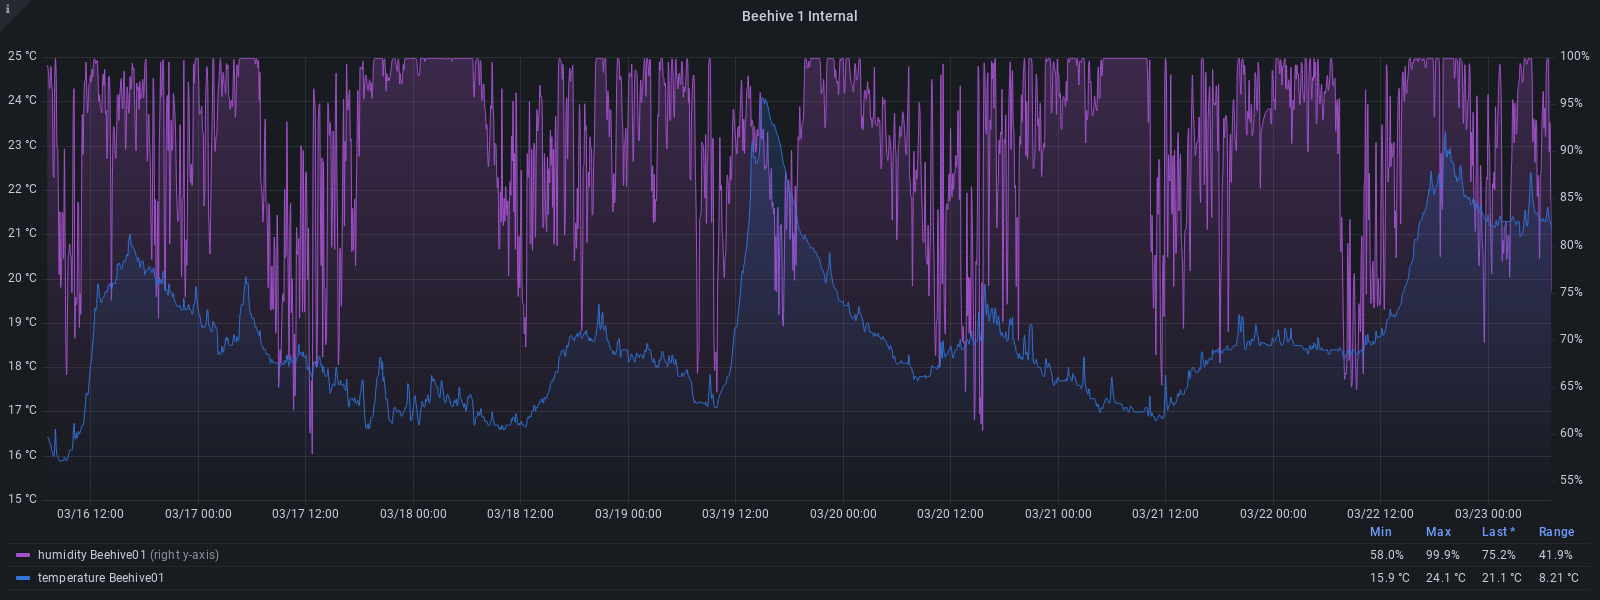 i
Beehive 1 Internal
25 °C 100%
24 °C 95%
23 °C 90%
22 °C 85%
21 °C 80%
20 °C 75%
19 °C 70%
18 °C 65%
17 °C 60%
16 °C 55%
15 °C
03/16 12:00 03/17 00:00 03/17 12:00 03/18 00:00 03/18 12:00 03/19 00:00 03/19 12:00 03/20 00:00 03/20 12:00 03/21 00:00 03/21 12:00 03/22 00:00 03/22 12:00 03/23 00:00
Min Max Last * Range
humidity Beehive01 (right y-axis) 58.0% 99.9% 75.2% 41.9%
temperature Beehive01 15.9 °C 24.1 °C 21.1 °C 8.21 °C